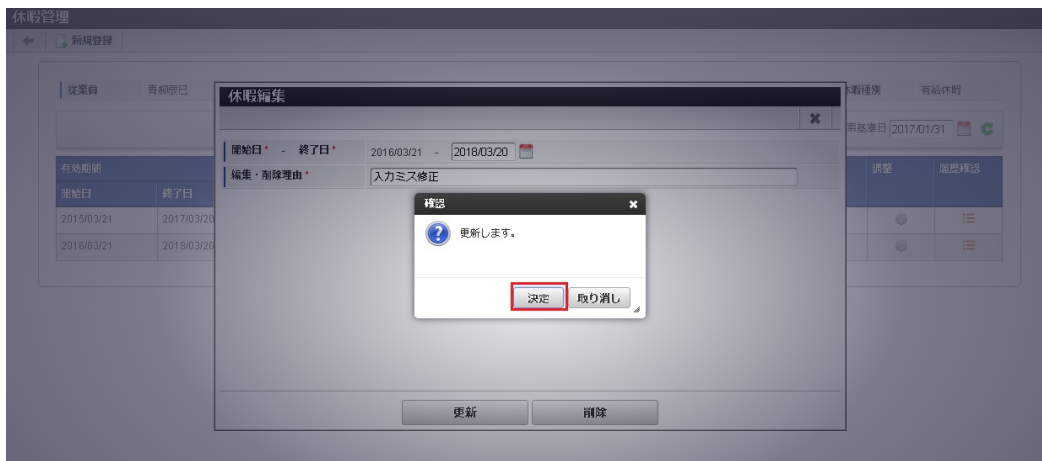 休暇管理
新規登録
従業員 青柳辰巳 休暇種別 有給休暇
基準日 2017/01/31
有効期間 調整 履歴確認
開始日 終了日
2015/03/21 2017/03/20
2016/03/21 2018/03/20
休暇編集
開始日* - 終了日* 2016/03/21 - 2018/03/20
編集・削除理由* 入力ミス修正
確認
更新します。
決定 取り消し
更新 削除